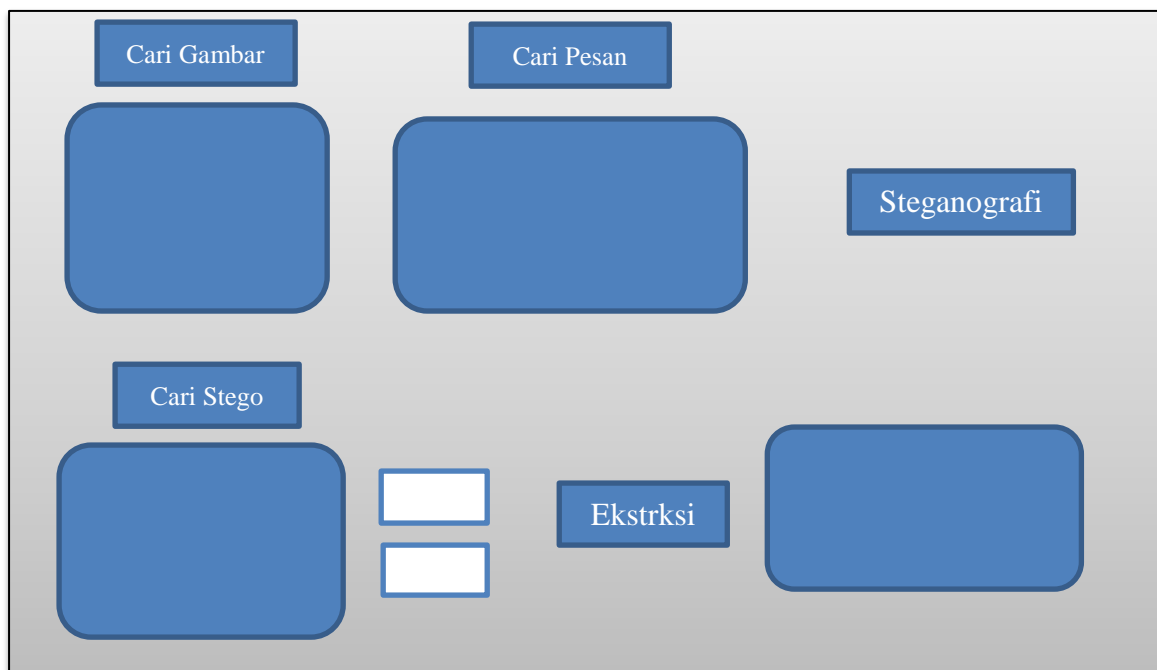 Cari Gambar
Cari Pesan
Steganografi
Cari Stego
Ekstrksi